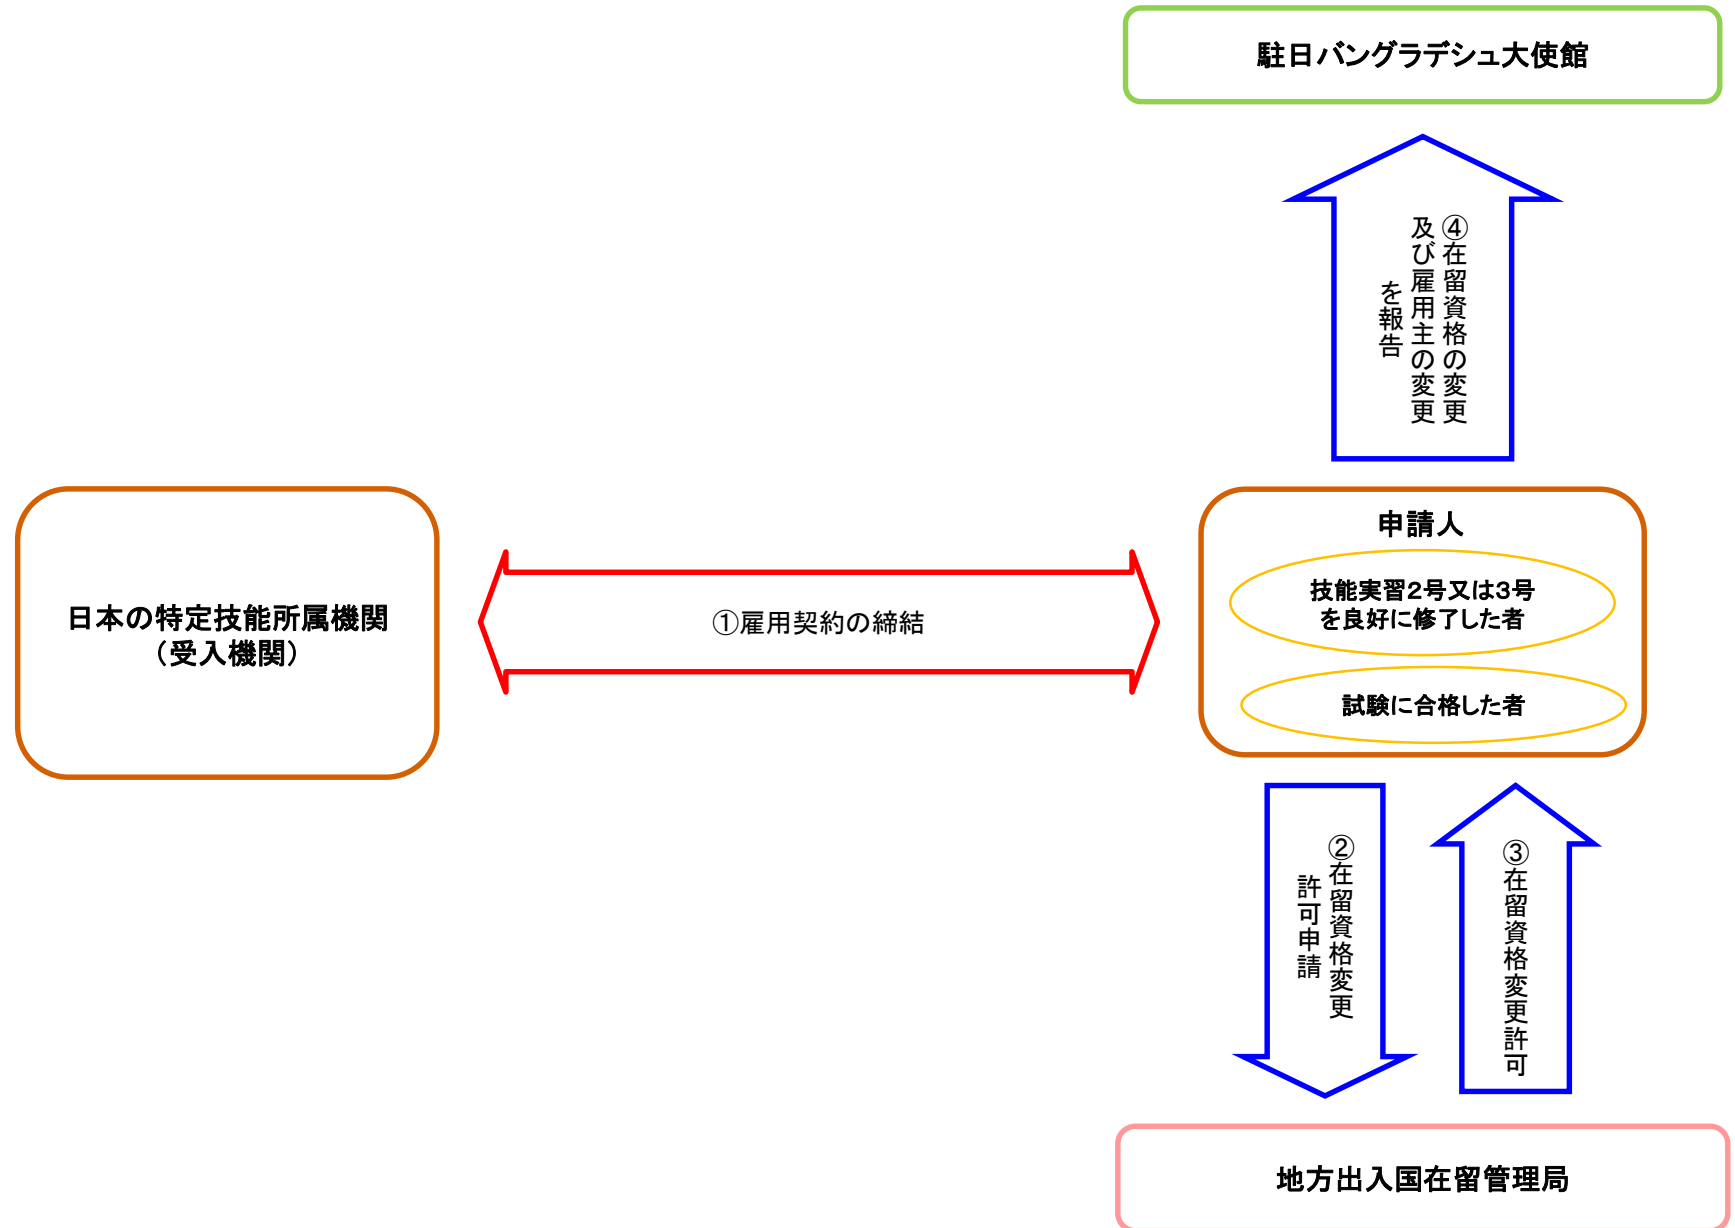 駐日バングラデシュ大使館
④在留資格の変更
及び雇用主の変更
を報告
日本の特定技能所属機関
（受入機関）
①雇用契約の締結
申請人
技能実習２号又は３号
を良好に修了した者
試験に合格した者
②在留資格変更
許可申請
③在留資格変更許可
地方出入国在留管理局